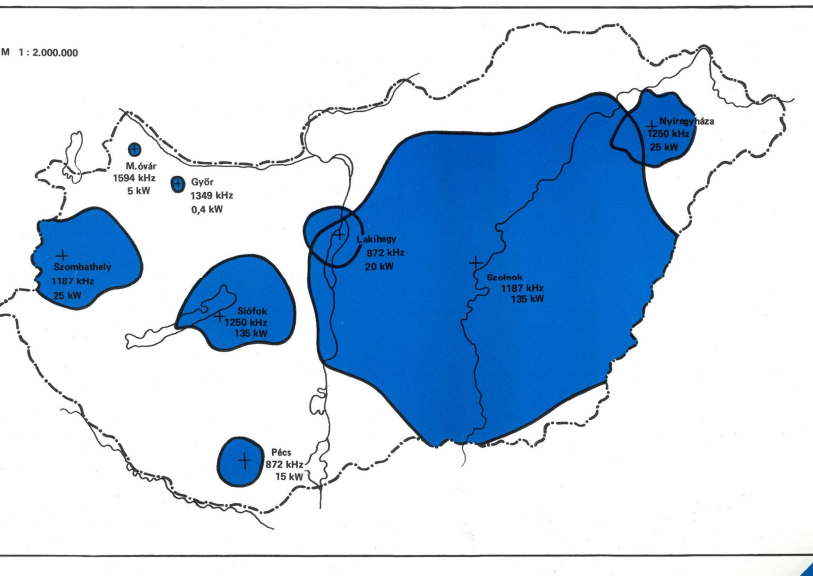 M 1 : 2.000.000
Nyíregyháza
1250 kHz
25 kW
M.óvár
1594 kHz
5 kW
Győr
1349 kHz
0,4 kW
Lakihegy
872 kHz
20 kW
Szombathely
1187 kHz
25 kW
Szolnok
1187 kHz
135 kW
Siófok
1250 kHz
135 kW
Pécs
872 kHz
15 kW